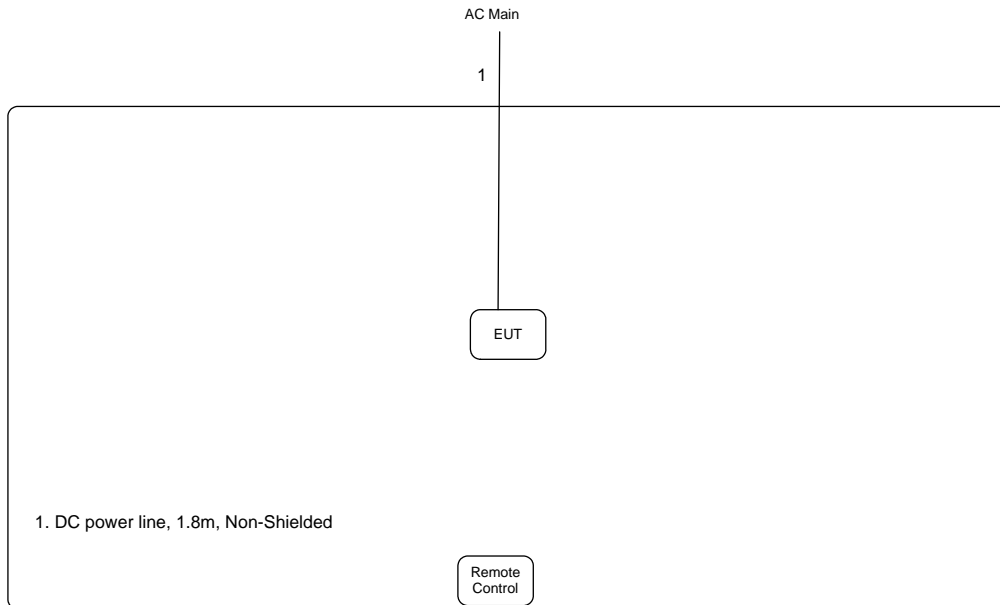 AC Main
1
EUT
1. DC power line, 1.8m, Non-Shielded
Remote
Control